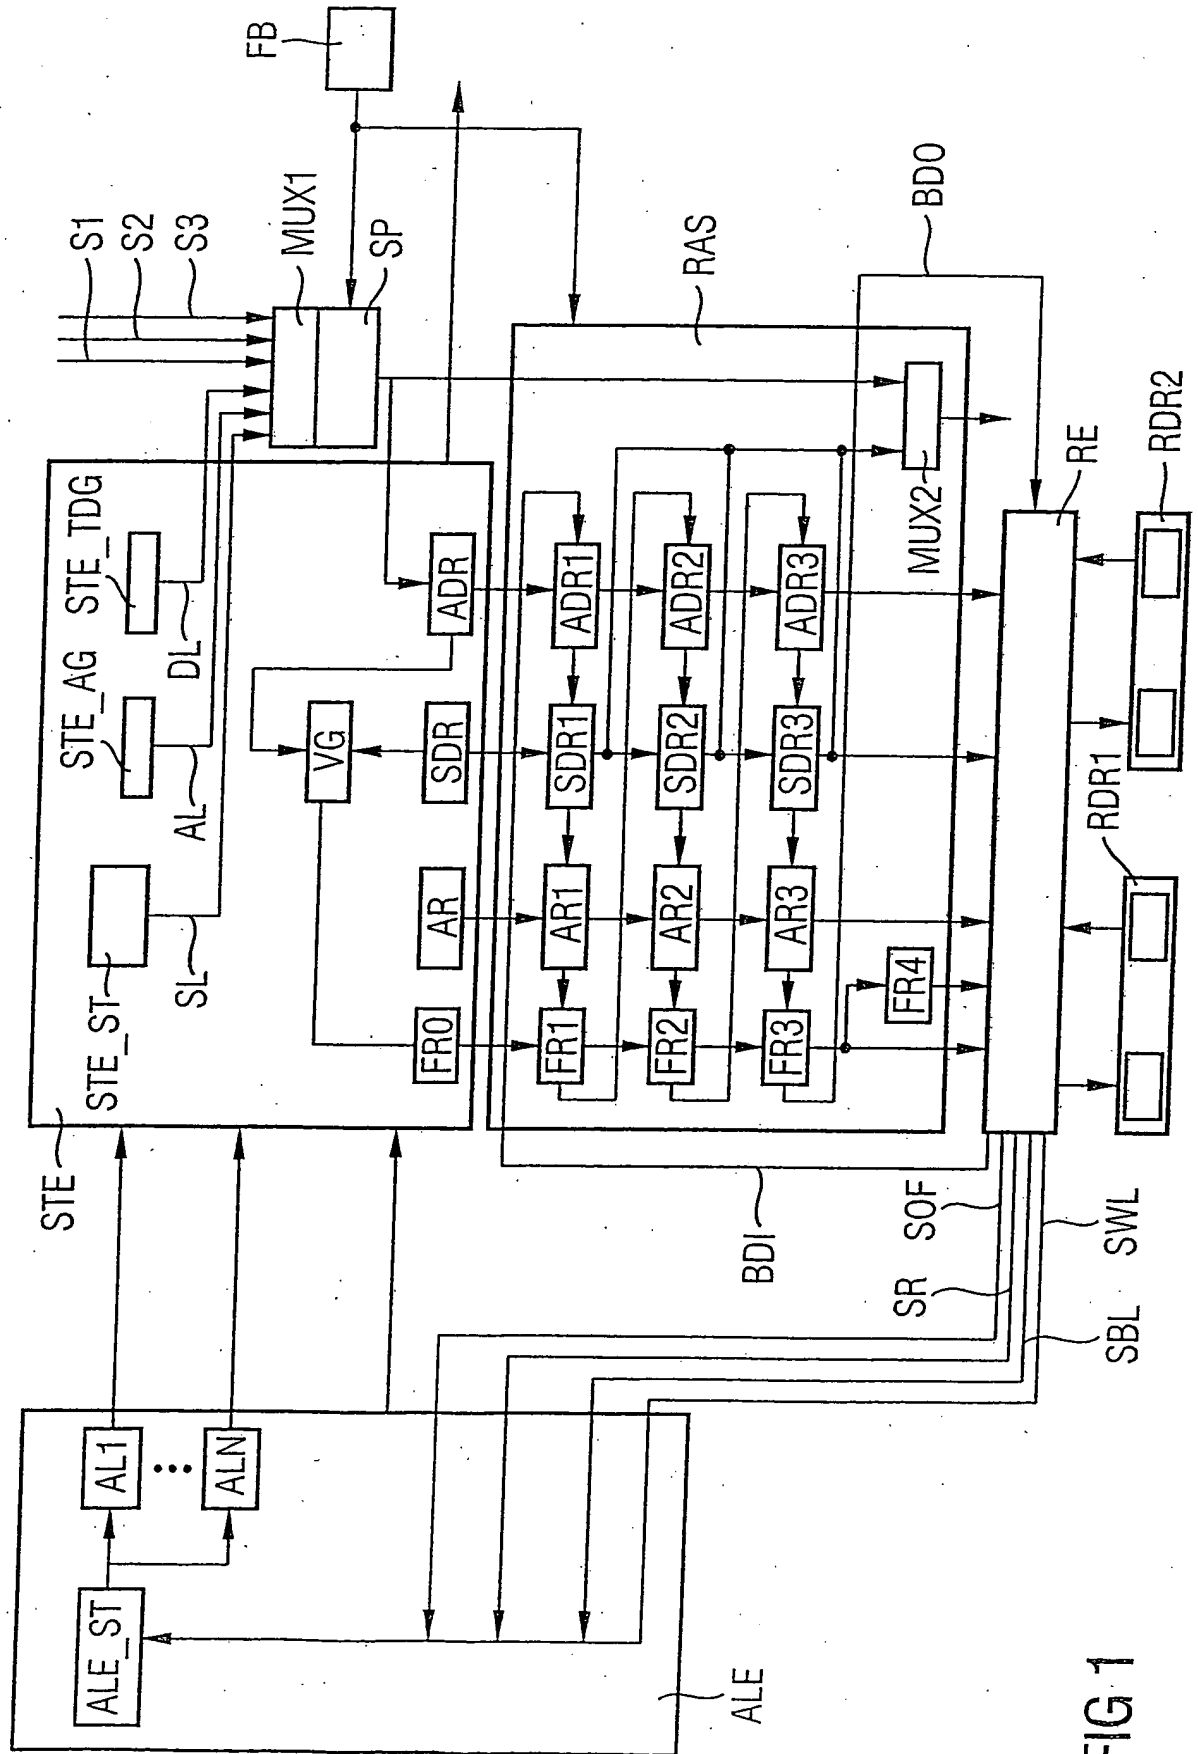 FB
S1
S2
S3
MUX1
SP
STE_TDG
STE_AG
STE_ST
DL
AL
SL
STE
VG
ADR
SDR
AR
FR0
RAS
ADR1
SDR1
AR1
FR1
ADR2
SDR2
AR2
FR2
ADR3
SDR3
AR3
FR3
FR4
MUX2
BDO
BDI
RE
RDR2
RDR1
SOF
SR
SBL
SWL
AL1
ALN
ALE_ST
ALE
FIG 1